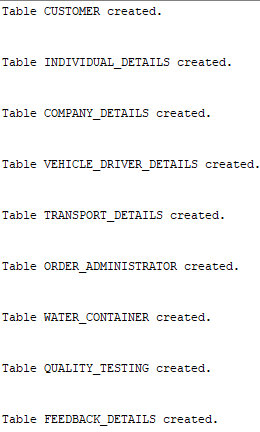 Table CUSTOMER created.
Table INDIVIDUAL_DETAILS created.
Table COMPANY_DETAILS created.
Table VEHICLE_DRIVER_DETAILS created.
Table TRANSPORT_DETAILS created.
Table ORDER_ADMINISTRATOR created.
Table WATER_CONTAINER created.
Table QUALITY_TESTING created.
Table FEEDBACK_DETAILS created.